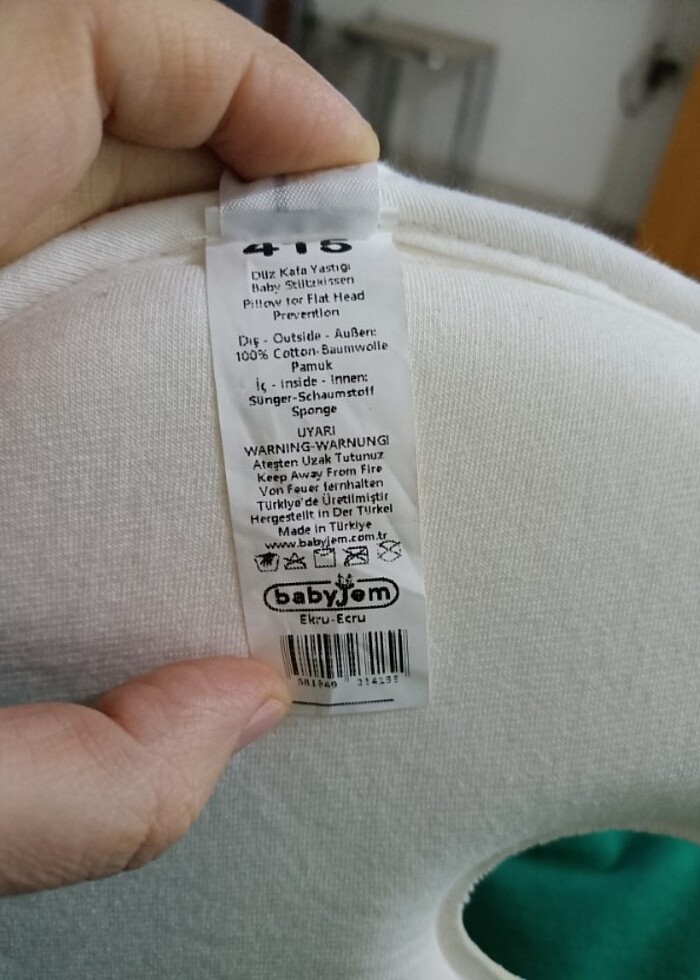 415
Düz Kafa Yastıgı
Baby Stillzkissen
Pillow for Flat Head
Prevention
Dış - Outside - Außen:
100% Cotton-Baumwolle
Pamuk
İç - Inside - Innen:
Sünger-Schaumstoff
Sponge
UYARI
WARNING-WARNUNG!
Ateşten Uzak Tutunuz
Keep Away From Fire
Von Feuer fernhalten
Türkiye'de Üretilmiştir
Hergestellt in Der Türkei
Made in Türkiye
www.babyjem.com.tr
babyjem
Ekru-Ecru